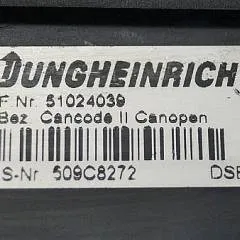 JUNGHEINRICH
F Nr. 51024039
Bez. Cancode II Canopen
S-Nr. 509C8272 DSE